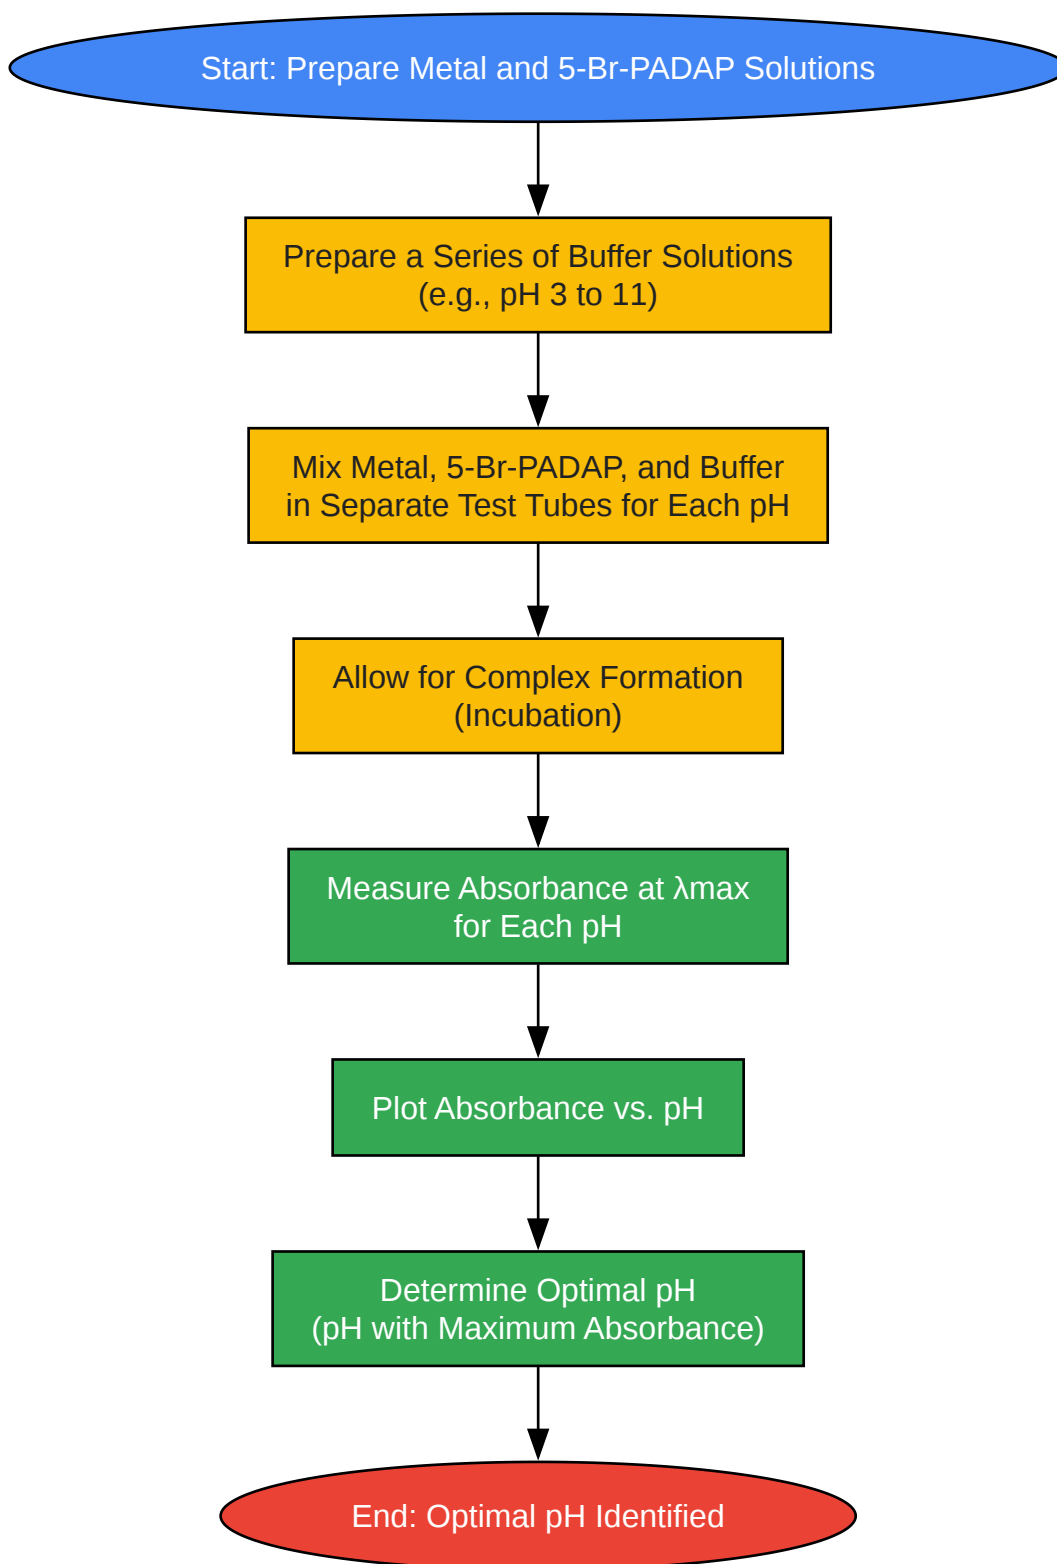 Start: Prepare Metal and 5-Br-PADAP Solutions
Prepare a Series of Buffer Solutions
(e.g., pH 3 to 11)
Mix Metal, 5-Br-PADAP, and Buffer
in Separate Test Tubes for Each pH
Allow for Complex Formation
(Incubation)
Measure Absorbance at λmax
for Each pH
Plot Absorbance vs. pH
Determine Optimal pH
(pH with Maximum Absorbance)
End: Optimal pH Identified